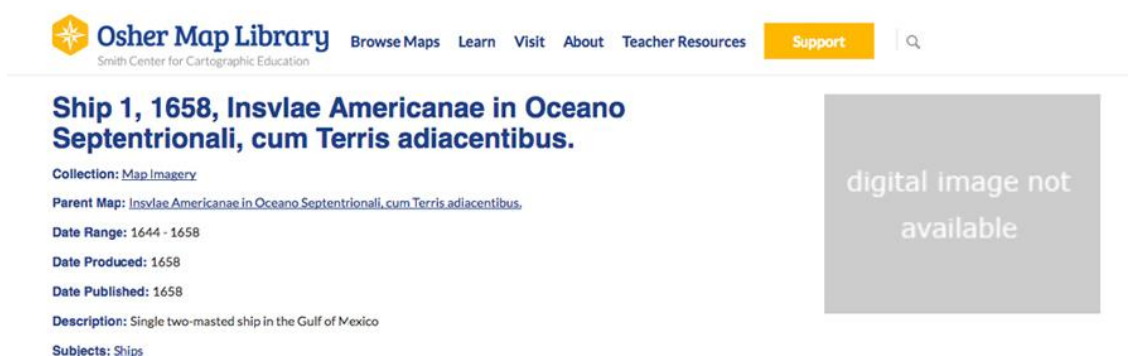 Osher Map Library
Smith Center for Cartographic Education
Browse Maps Learn Visit About Teacher Resources Support
Ship 1, 1658, Insvlae Americanae in Oceano
Septentrionali, cum Terris adiacentibus.
Collection: Map Imagery
Parent Map: Insvlae Americanae in Oceano Septentrionali, cum Terris adiacentibus.
Date Range: 1644 - 1658
Date Produced: 1658
Date Published: 1658
Description: Single two-masted ship in the Gulf of Mexico
Subjects: Ships
digital image not
available